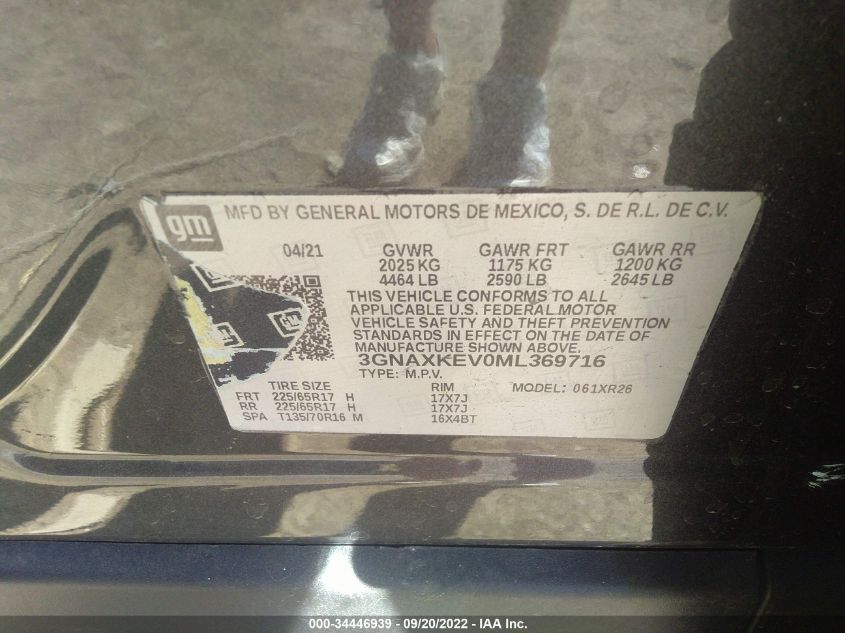 gm MFD BY GENERAL MOTORS DE MEXICO, S. DE R.L. DE C.V.
04/21 GVWR GAWR FRT GAWR RR
2025 KG 1175 KG 1200 KG
4464 LB 2590 LB 2645 LB
THIS VEHICLE CONFORMS TO ALL
APPLICABLE U.S. FEDERAL MOTOR
VEHICLE SAFETY AND THEFT PREVENTION
STANDARDS IN EFFECT ON THE DATE OF
MANUFACTURE SHOWN ABOVE.
3GNAXKEV0ML369716
TYPE: M.P.V. MODEL: 061XR26
TIRE SIZE RIM
FRT 225/65R17 H 17X7J
RR 225/65R17 H 17X7J
SPA T135/70R16 M 16X4BT
000-34446939 - 09/20/2022 - IAA Inc.